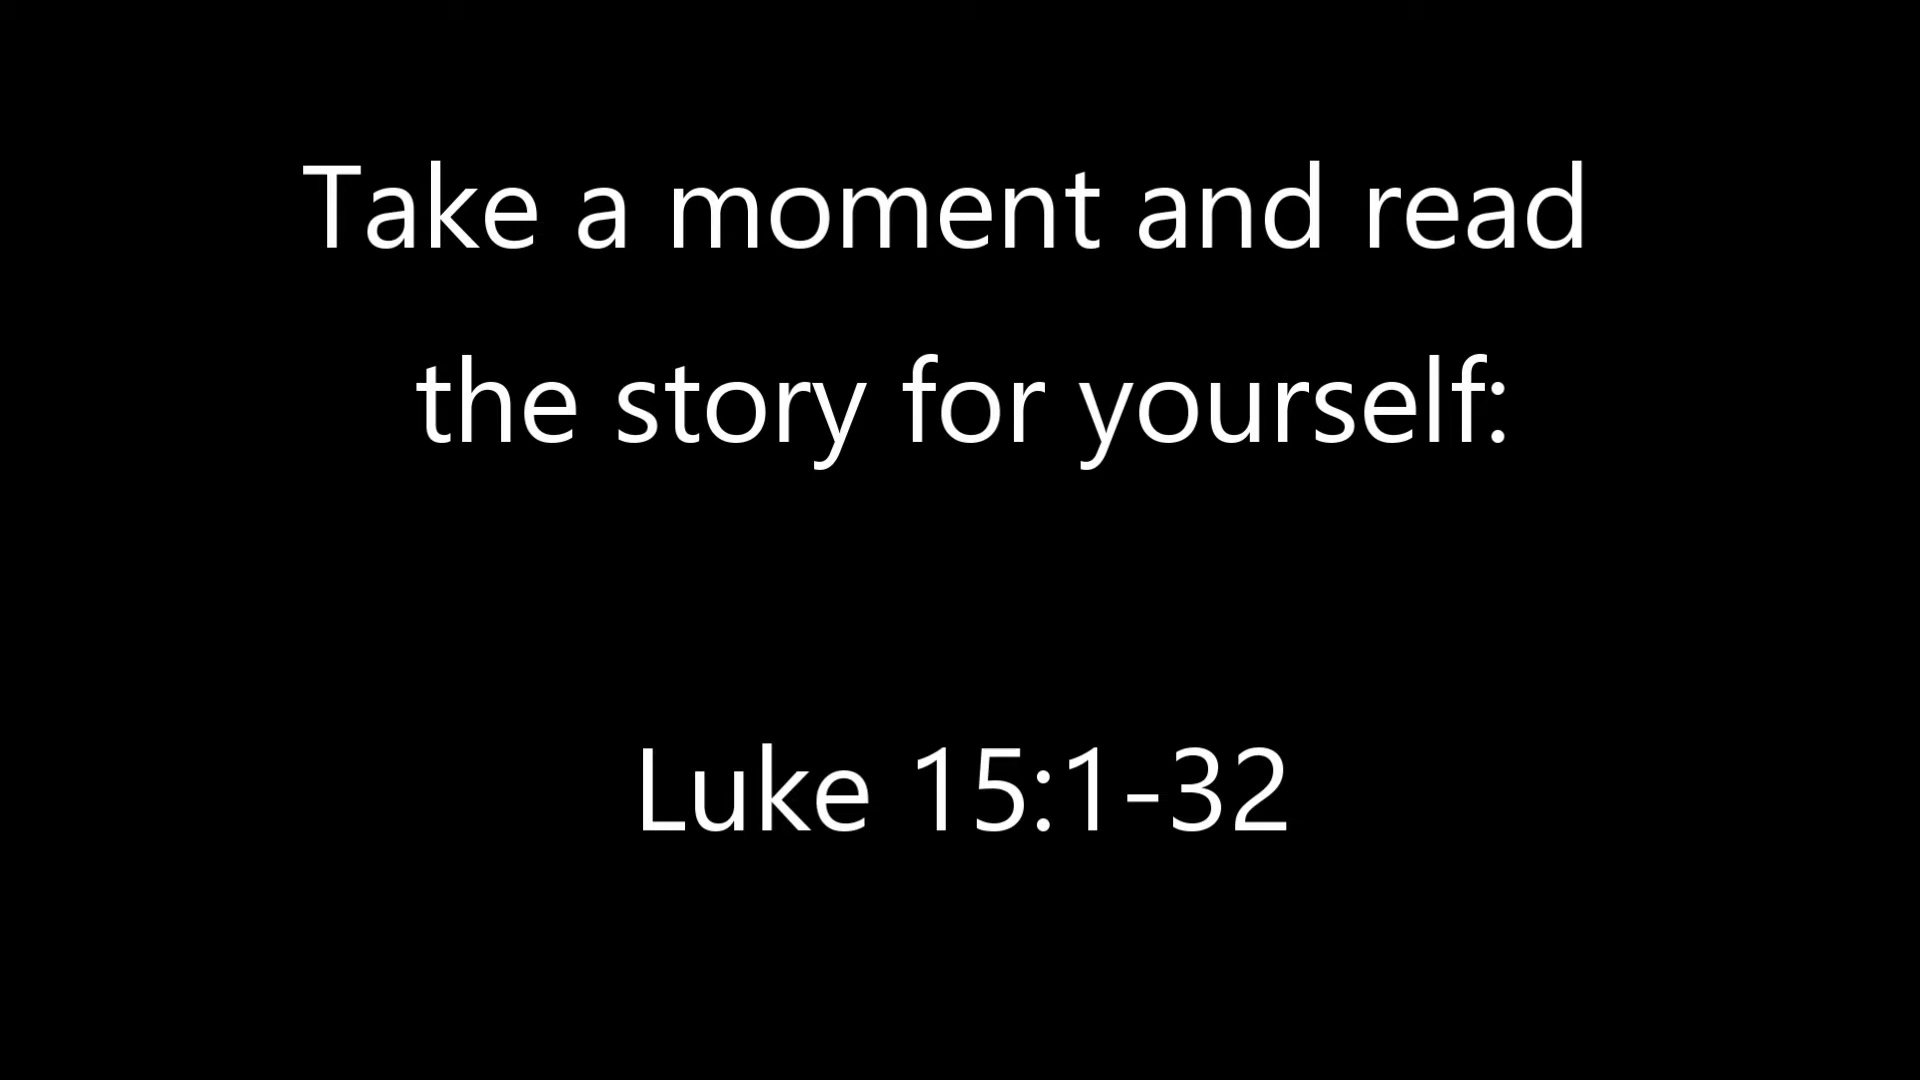 Take a moment and read
the story for yourself:
Luke 15:1-32